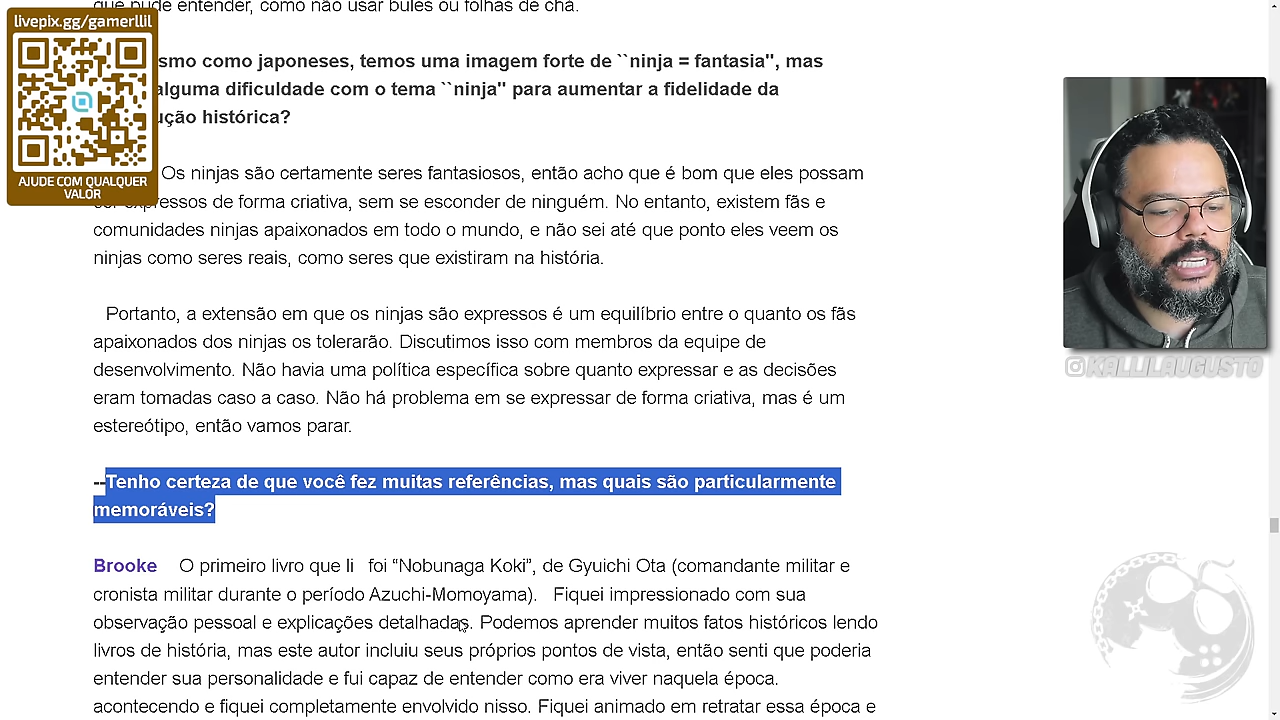 que pude entender, como não usar bules ou folhas de chá.
livepix.gg/gamerllil
smo como japoneses, temos uma imagem forte de ``ninja = fantasia'', mas
alguma dificuldade com o tema ``ninja'' para aumentar a fidelidade da
ução histórica?
AJUDE COM QUALQUER
VALOR
Os ninjas são certamente seres fantasiosos, então acho que é bom que eles possam
ser expressos de forma criativa, sem se esconder de ninguém. No entanto, existem fãs e
comunidades ninjas apaixonados em todo o mundo, e não sei até que ponto eles veem os
ninjas como seres reais, como seres que existiram na história.
Portanto, a extensão em que os ninjas são expressos é um equilíbrio entre o quanto os fãs
apaixonados dos ninjas os tolerarão. Discutimos isso com membros da equipe de
desenvolvimento. Não havia uma política específica sobre quanto expressar e as decisões
eram tomadas caso a caso. Não há problema em se expressar de forma criativa, mas é um
estereótipo, então vamos parar.
@KALLILAUGUSTO
--Tenho certeza de que você fez muitas referências, mas quais são particularmente
memoráveis?
Brooke O primeiro livro que li foi “Nobunaga Koki”, de Gyuichi Ota (comandante militar e
cronista militar durante o período Azuchi-Momoyama). Fiquei impressionado com sua
observação pessoal e explicações detalhadas. Podemos aprender muitos fatos históricos lendo
livros de história, mas este autor incluiu seus próprios pontos de vista, então senti que poderia
entender sua personalidade e fui capaz de entender como era viver naquela época.
acontecendo e fiquei completamente envolvido nisso. Fiquei animado em retratar essa época e